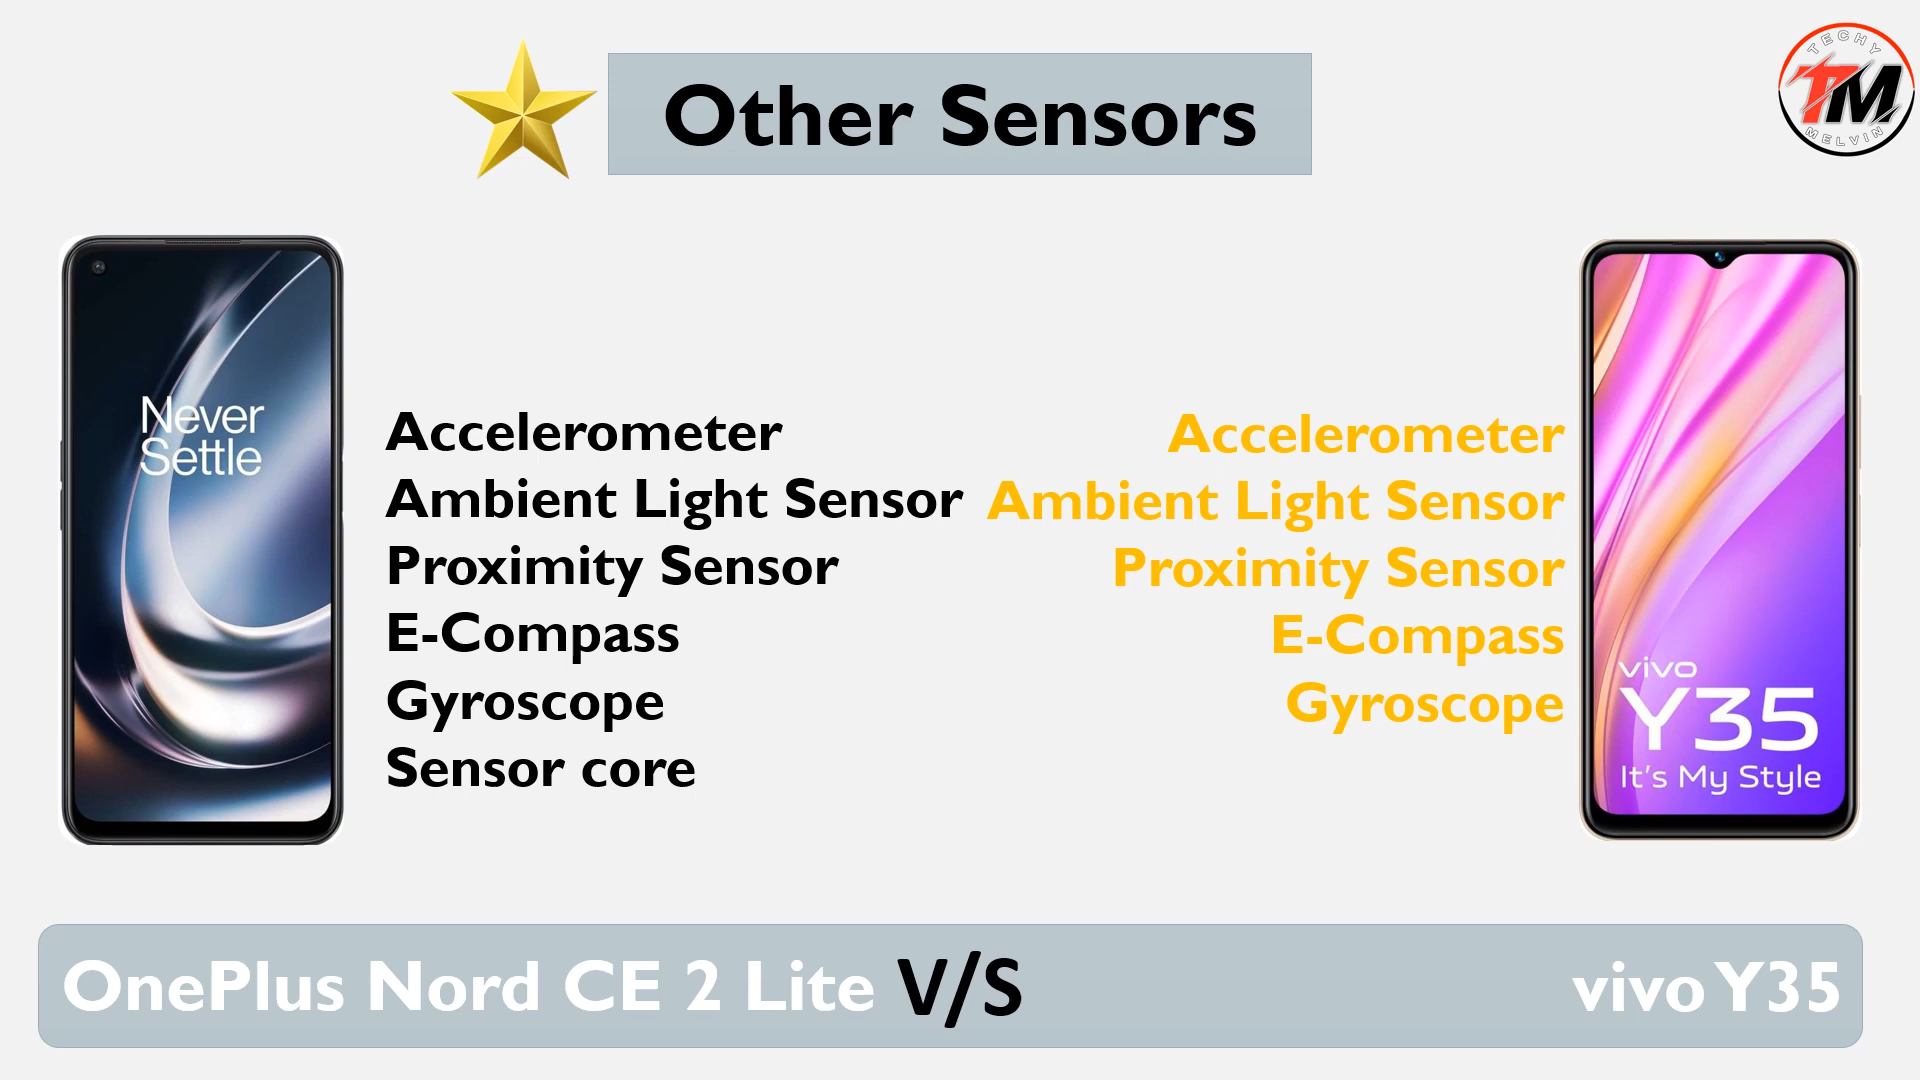 Other Sensors
TECHY
TM
MELVIN
Never
Settle
Accelerometer
Ambient Light Sensor
Proximity Sensor
E-Compass
Gyroscope
Sensor core
Accelerometer
Ambient Light Sensor
Proximity Sensor
E-Compass
Gyroscope
vivo
Y35
It's My Style
OnePlus Nord CE 2 Lite V/S vivo Y35